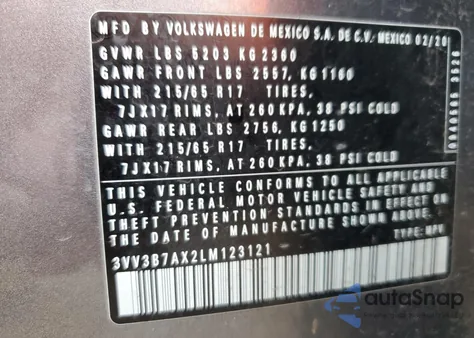 MFD BY VOLKSWAGEN DE MEXICO S.A. DE C.V. MEXICO 02/20
GVWR LBS 5203 KG 2360
GAWR FRONT LBS 2557, KG 1160
WITH 215/65 R17 TIRES,
7JX17 RIMS, AT 260 KPA, 38 PSI COLD
GAWR REAR LBS 2756, KG 1250
WITH 215/65 R17 TIRES,
7JX17 RIMS, AT 260 KPA, 38 PSI COLD
THIS VEHICLE CONFORMS TO ALL APPLICABLE
U.S. FEDERAL MOTOR VEHICLE SAFETY AND
THEFT PREVENTION STANDARDS IN EFFECT ON
THE DATE OF MANUFACTURE SHOWN ABOVE
TYPE: MPV
3VV3B7AX2LM123121
autoSnap